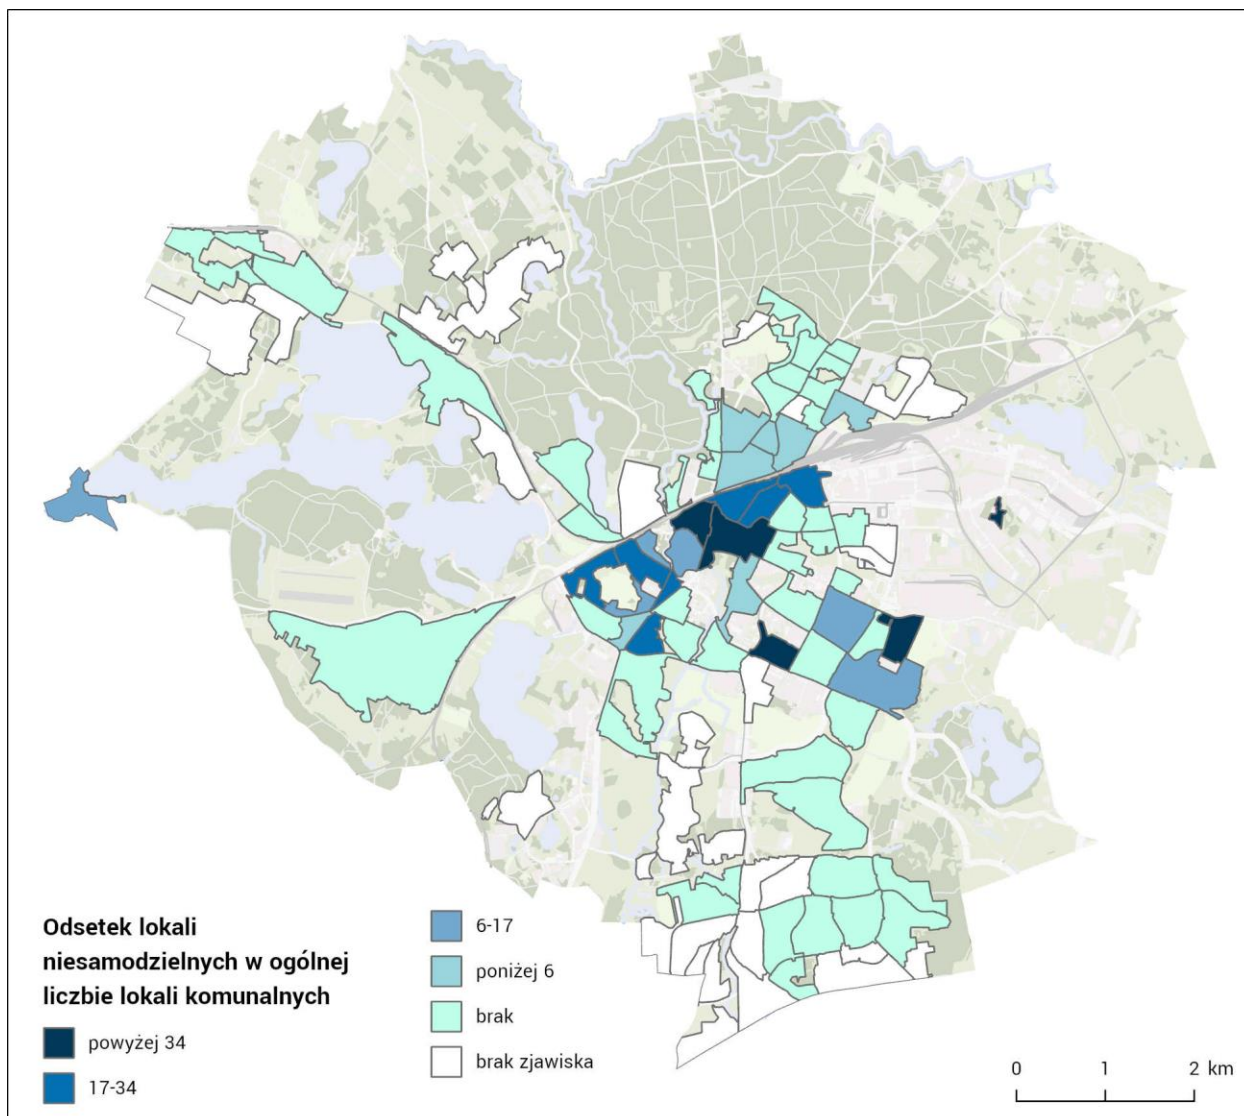 Odsetek lokali
niesamodzielnych w ogólnej
liczbie lokali komunalnych
powyżej 34
17-34
6-17
poniżej 6
brak
brak zjawiska
0 1 2 km